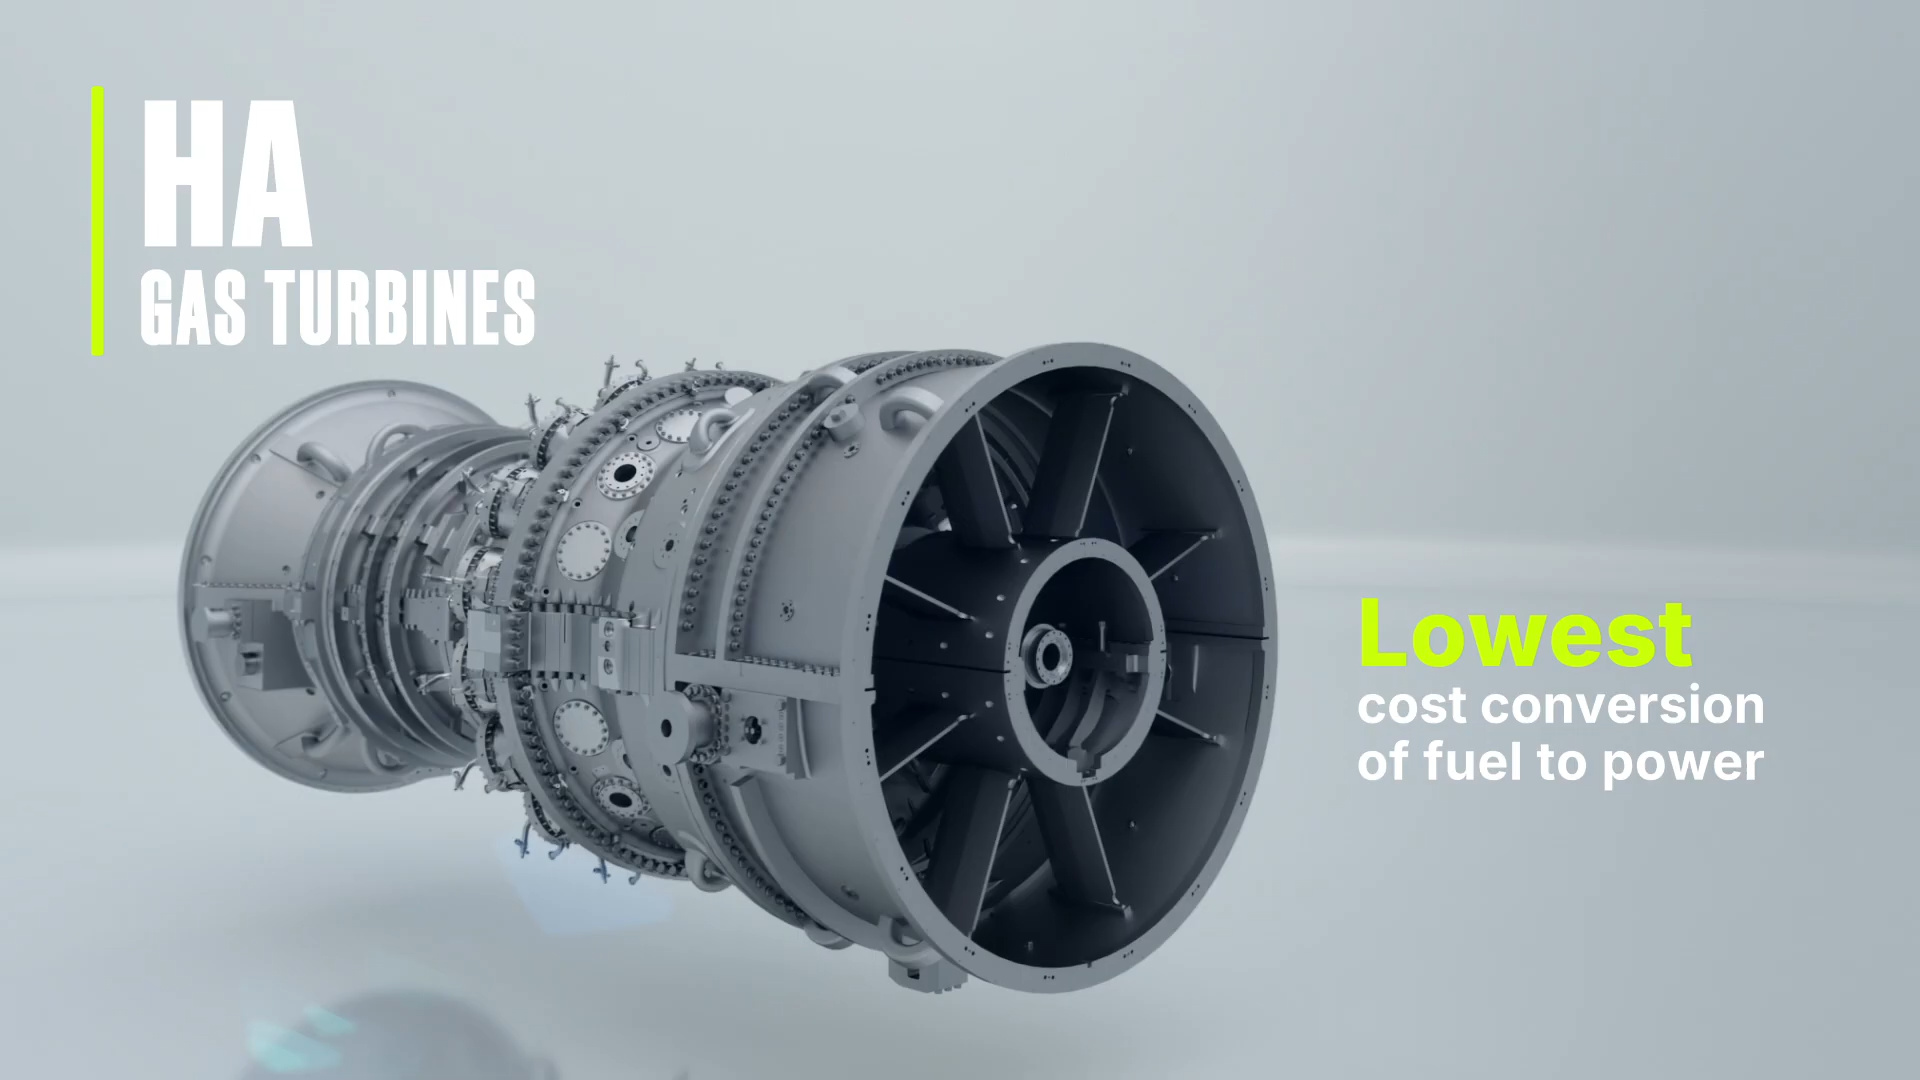 HA
GAS TURBINES
Lowest
cost conversion
of fuel to power